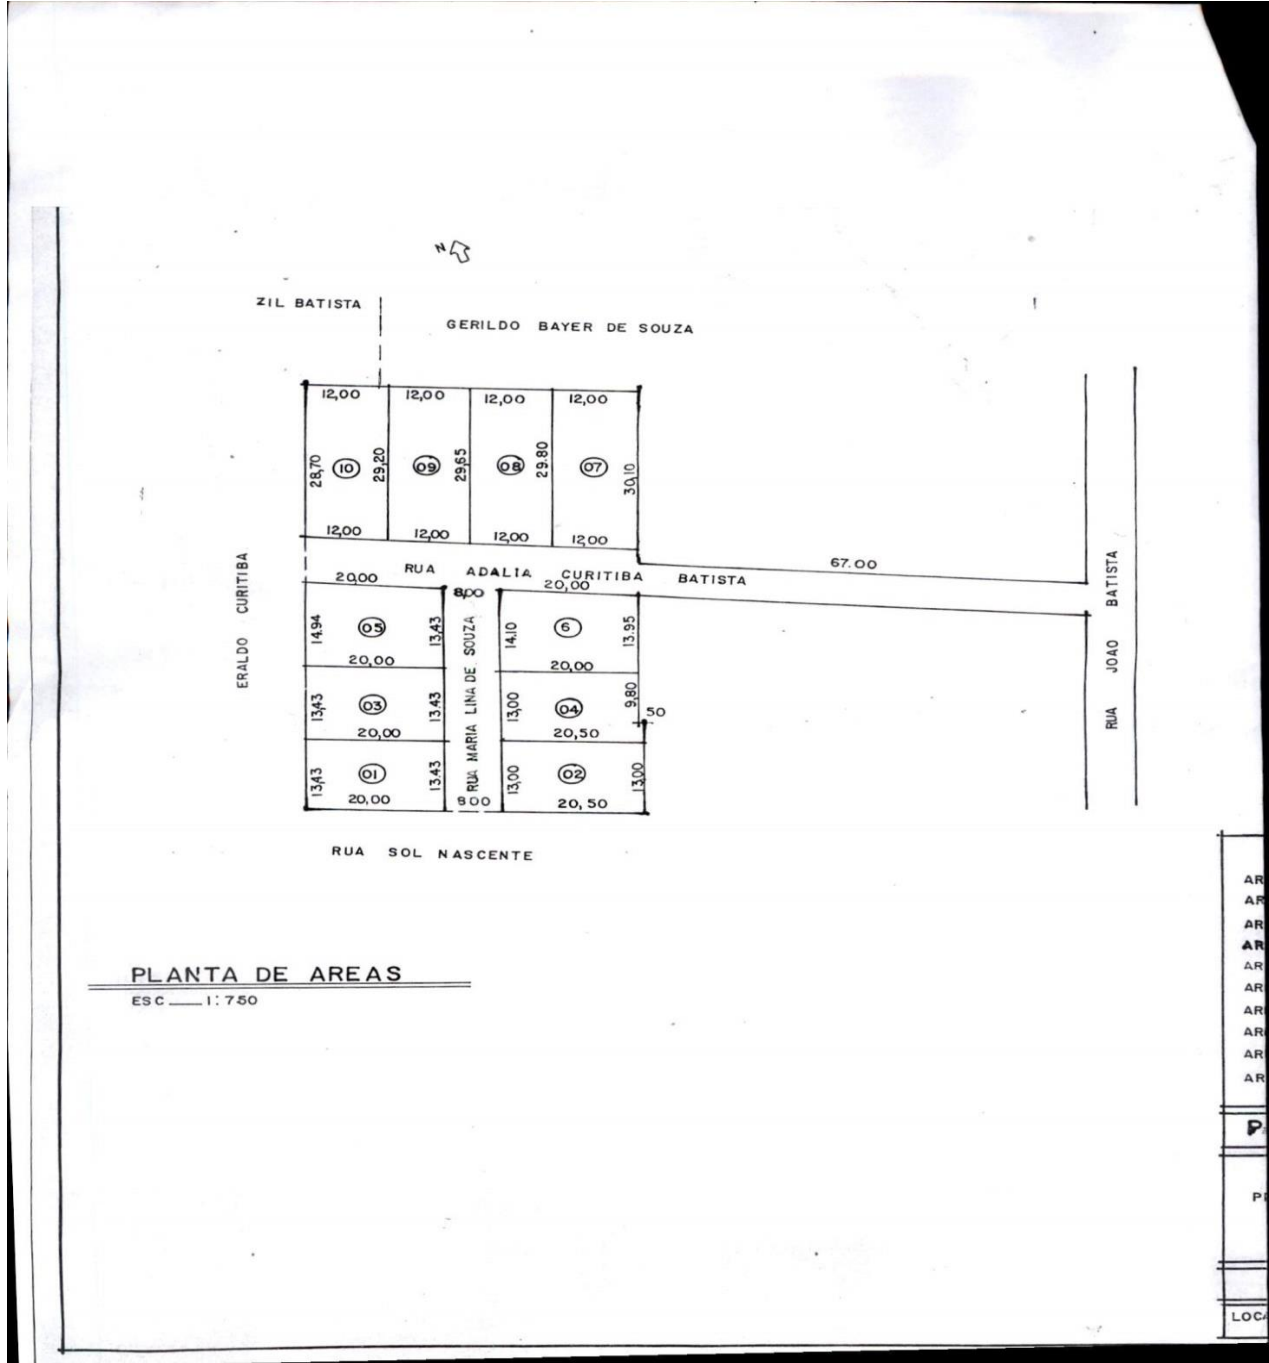 N
ZIL BATISTA
GERILDO BAYER DE SOUZA
12,00 12,00 12,00 12,00
28,70 10 29,20 09 29,65 08 29.80 07 30,10
12,00 12,00 12,00 12,00
67.00
RUA ADALIA CURITIBA BATISTA
20,00 8,00 20,00
ERALDO CURITIBA
RUA JOAO BATISTA
14.94 05 13,43 14,10 6 13.95
20,00 20,00
RUA MARIA LINA DE SOUZA
13,43 03 13.43 13,00 04 9,80
50
20,00 20,50
13,43 01 13.43 13,00 02 13,00
20,00 800 20,50
RUA SOL NASCENTE
PLANTA DE AREAS
ESC 1:750
AR
AR
AR
AR
AR
AR
AR
AR
AR
AR
P
P
LOC